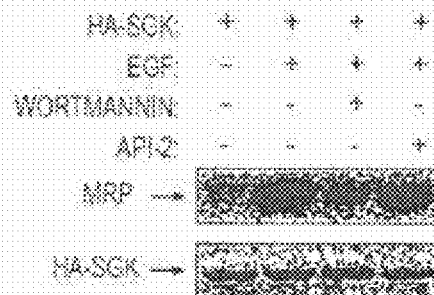 HA-SGK: + + + +
EGF: - + + +
WORTMANNIN: - - + -
API-2: - - - +
MRP →
HA-SGK →